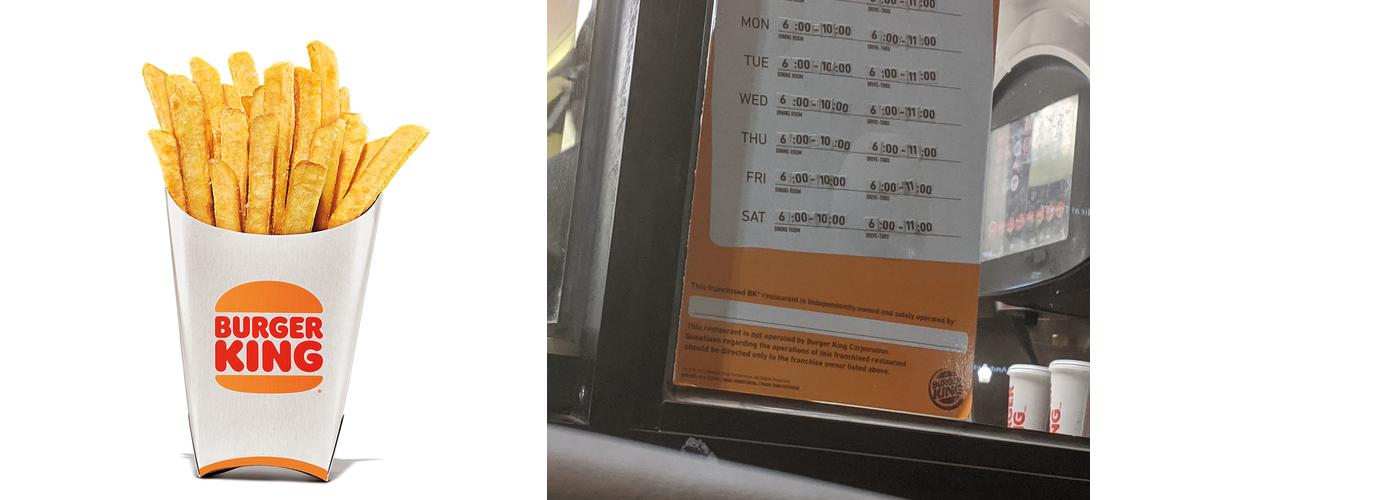 BURGER
KING
:00 - 11:00
DRIVE-THRU
MON 6:00-10:00 6:00-11:00
DINING ROOM DRIVE-THRU
TUE 6:00-10:00 6:00-11:00
DINING ROOM DRIVE-THRU
WED 6:00-10:00 6:00-11:00
DINING ROOM DRIVE-THRU
THU 6:00-10:00 6:00-11:00
DINING ROOM DRIVE-THRU
FRI 6:00-10:00 6:00-11:00
DINING ROOM DRIVE-THRU
SAT 6:00-10:00 6:00-11:00
DINING ROOM DRIVE-THRU
This franchised BK® restaurant is independently owned and solely operated by
This restaurant is not operated by Burger King Corporation.
Questions regarding the operations of this franchised restaurant
should be directed only to the franchise owner listed above.
BURGER
KING